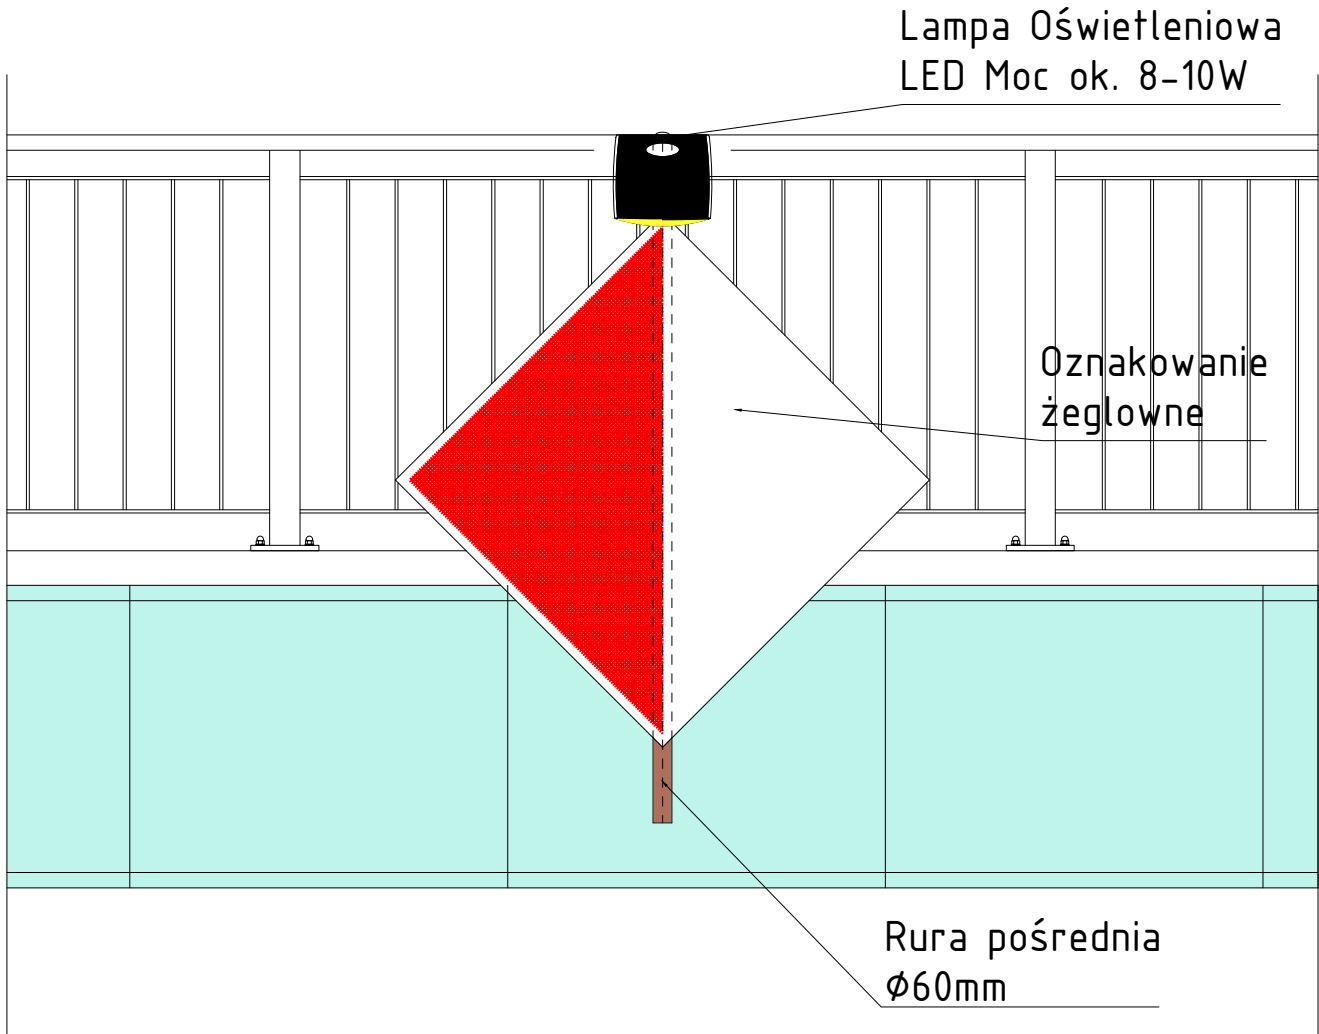 Lampa Oświetleniowa
LED Moc ok. 8-10W
Oznakowanie
żeglowne
Rura pośrednia
Ø60mm